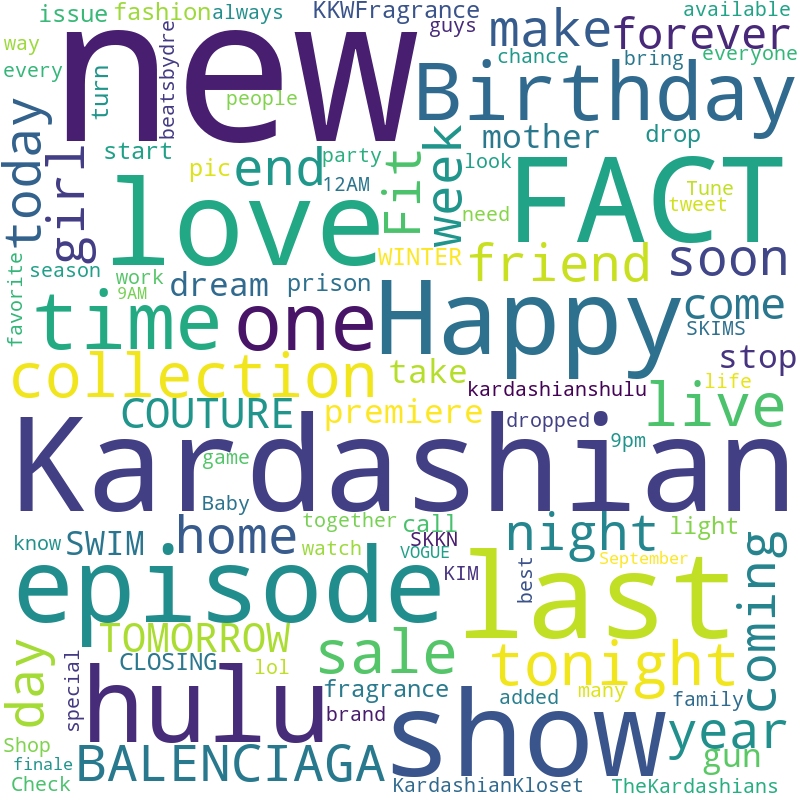 issue
fashion
always
KKWFragrance
guys
make
forever
available
way
every
turn
beatsbydre
new
people
chance
bring
everyone
Birthday
today
girl
start
pic
end
party
12AM
Fit
week
mother
drop
look
need
FACT
Tune
tweet
love
favorite
season
work
9AM
dream
prison
WINTER
friend
soon
time
one
Happy
come
SKIMS
stop
collection
take
kardashianshulu
life
COUTURE
premiere
dropped
live
9pm
Kardashian
game
Baby
know
SWIM
home
together
call
watch
SKKN
VOGUE
KIM
night
light
September
best
coming
episode
last
TOMORROW
CLOSING
lol
sale
tonight
day
special
hulu
fragrance
brand
added
many
family
show
year
Shop
finale
Check
BALENCIAGA
KardashianKloset
gun
TheKardashians